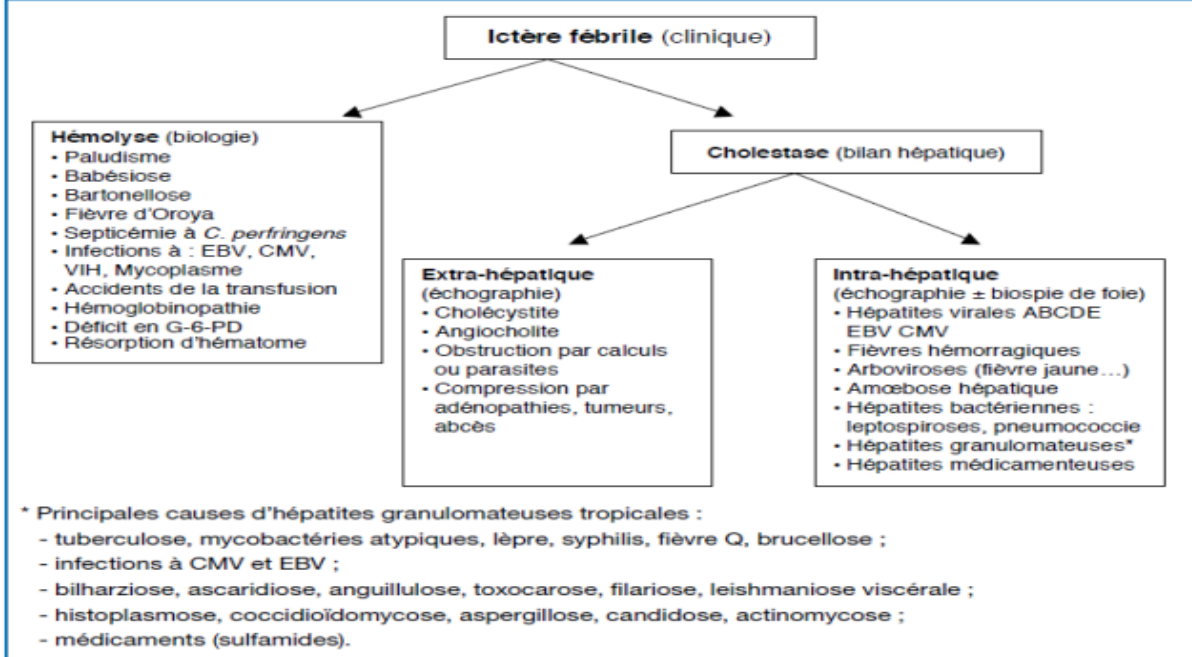 Ictère fébrile (clinique)
Hémolyse (biologie)
• Paludisme
• Babésiose
• Bartonellose
• Fièvre d'Oroya
• Septicémie à C. perfringens
• Infections à : EBV, CMV,
VIH, Mycoplasme
• Accidents de la transfusion
• Hémoglobinopathie
• Déficit en G-6-PD
• Résorption d'hématome
Cholestase (bilan hépatique)
Extra-hépatique
(échographie)
• Cholécystite
• Angiocholite
• Obstruction par calculs
ou parasites
• Compression par
adénopathies, tumeurs,
abcès
Intra-hépatique
(échographie ± biospie de foie)
• Hépatites virales ABCDE
EBV CMV
• Fièvres hémorragiques
• Arboviroses (fièvre jaune…)
• Amœbose hépatique
• Hépatites bactériennes :
leptospiroses, pneumococcie
• Hépatites granulomateuses*
• Hépatites médicamenteuses
* Principales causes d'hépatites granulomateuses tropicales :
- tuberculose, mycobactéries atypiques, lèpre, syphilis, fièvre Q, brucellose ;
- infections à CMV et EBV ;
- bilharziose, ascaridiose, anguillulose, toxocarose, filariose, leishmaniose viscérale ;
- histoplasmose, coccidioïdomycose, aspergillose, candidose, actinomycose ;
- médicaments (sulfamides).